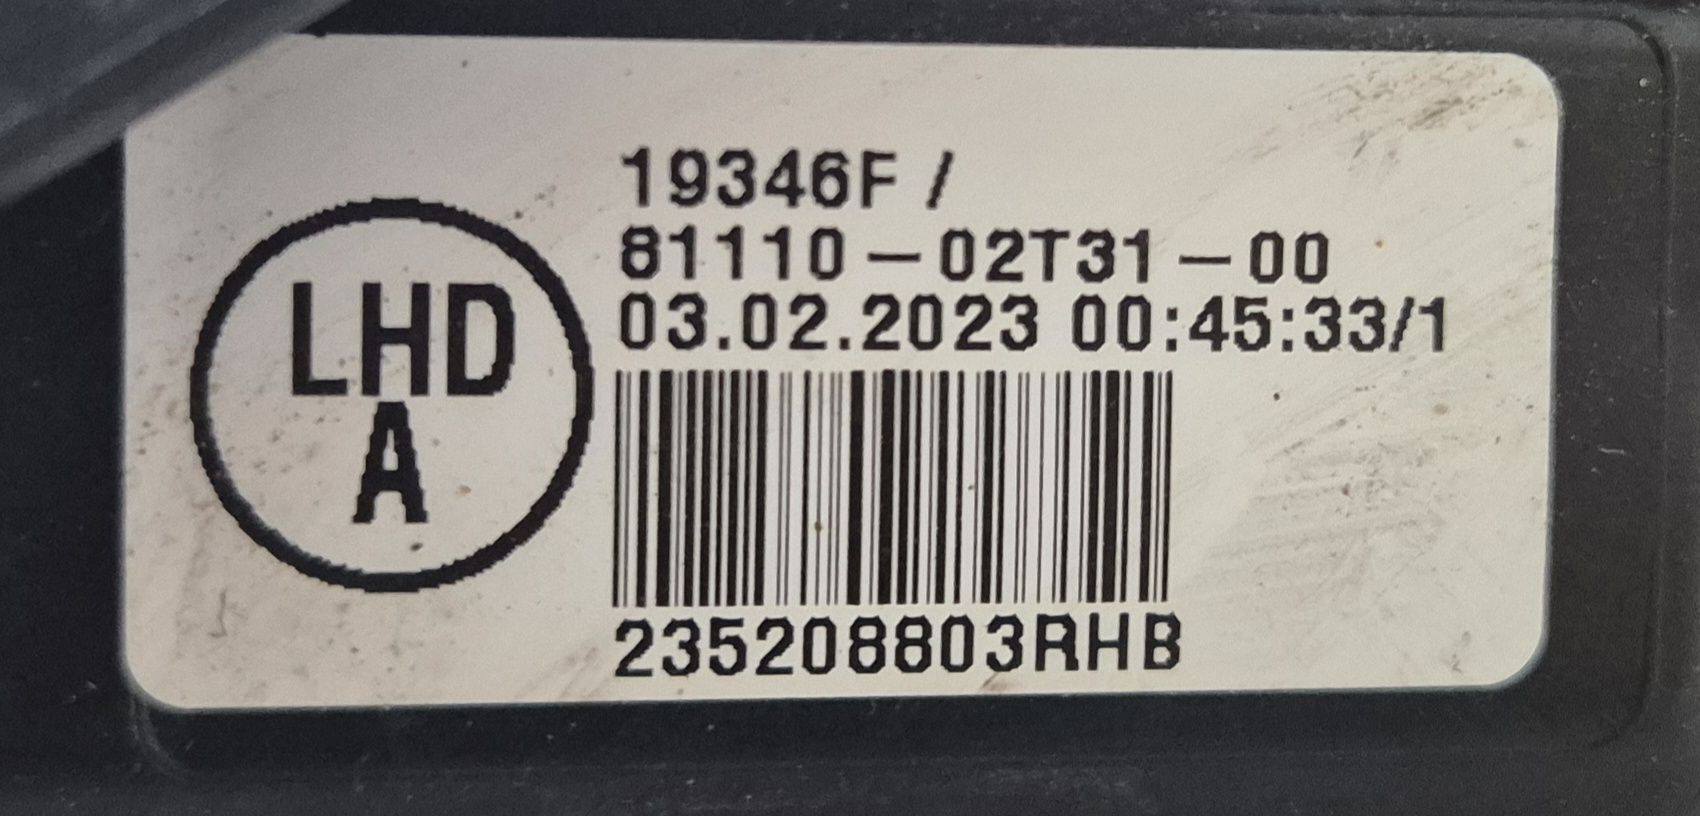 LHD
A
19346F /
81110-02T31-00
03.02.2023 00:45:33/1
235208803RHB